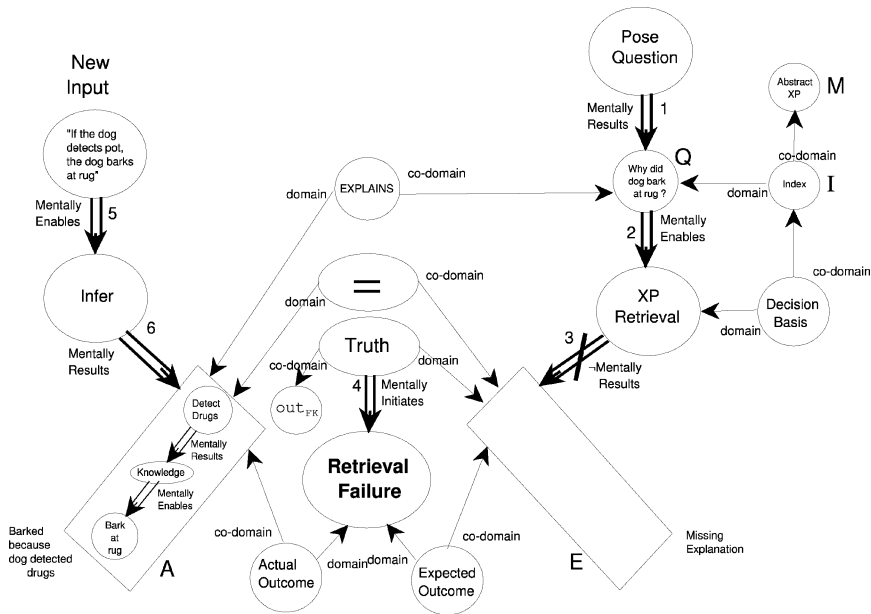 New
Input
"If the dog
detects pot,
the dog barks
at rug"
Mentally
Enables
5
Infer
6
Mentally
Results
Detect
Drugs
Mentally
Results
Knowledge
Mentally
Enables
Bark
at
rug
Barked
because
dog detected
drugs
A
domain
EXPLAINS
co-domain
=
domain
co-domain
Truth
co-domain
domain
out FK
4
Mentally
Initiates
Retrieval
Failure
co-domain
Actual
Outcome
domain
domain
Expected
Outcome
co-domain
E
Missing
Explanation
Pose
Question
Mentally
Results
1
Q
Why did
dog bark
at rug ?
2
Mentally
Enables
XP
Retrieval
3
¬Mentally
Results
Abstract
XP
M
co-domain
domain
Index
I
co-domain
domain
Decision
Basis